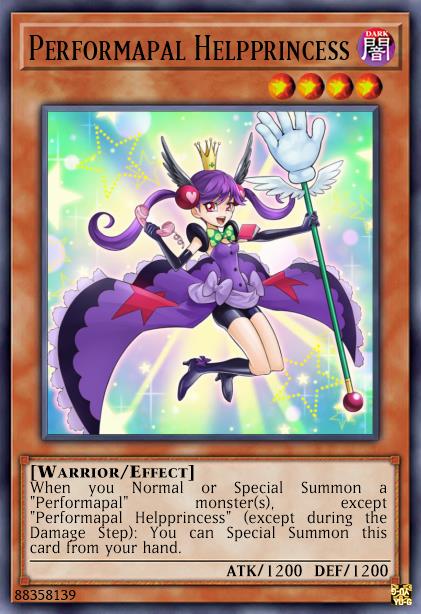 Performapal Helpprincess
DARK
闇
[Warrior/Effect]
When you Normal or Special Summon a
"Performapal" monster(s), except
"Performapal Helpprincess" (except during the
Damage Step): You can Special Summon this
card from your hand.
ATK/1200 DEF/1200
88358139